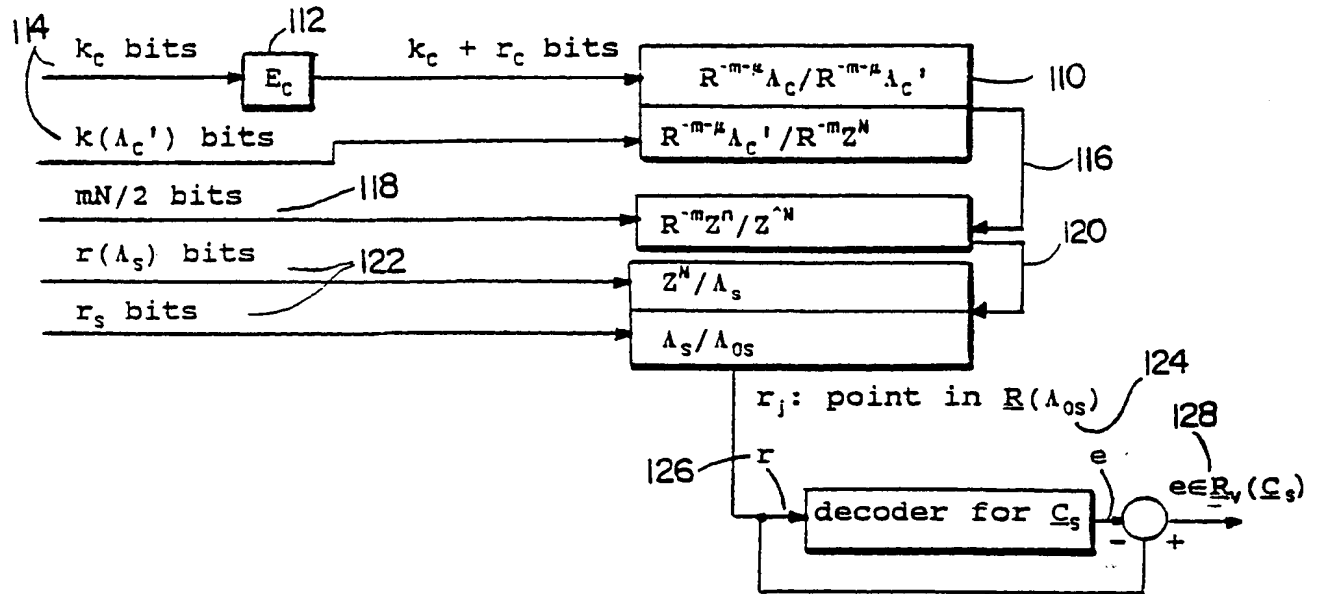 114
112
k_c bits
k_c + r_c bits
E_c
R^-m-μ Λ_c/R^-m-μ Λ_c'
110
k(Λ_c') bits
R^-m-μ Λ_c'/R^-m Z^N
116
mN/2 bits
118
R^-m Z^n/Z^^N
120
r(Λ_s) bits
122
Z^N/Λ_s
r_s bits
Λ_s/Λ_0s
r_j: point in R(Λ_0s)
124
128
126
r
e
e∈R_v(C_s)
decoder for C_s
−
+